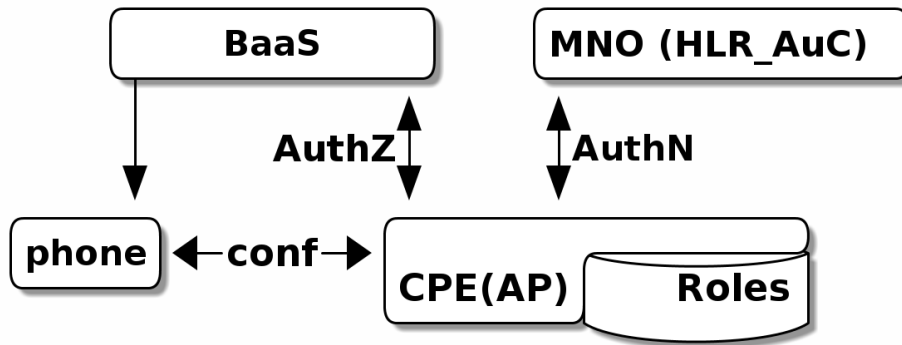 BaaS
MNO (HLR_AuC)
AuthZ
AuthN
phone
conf
CPE(AP)
Roles